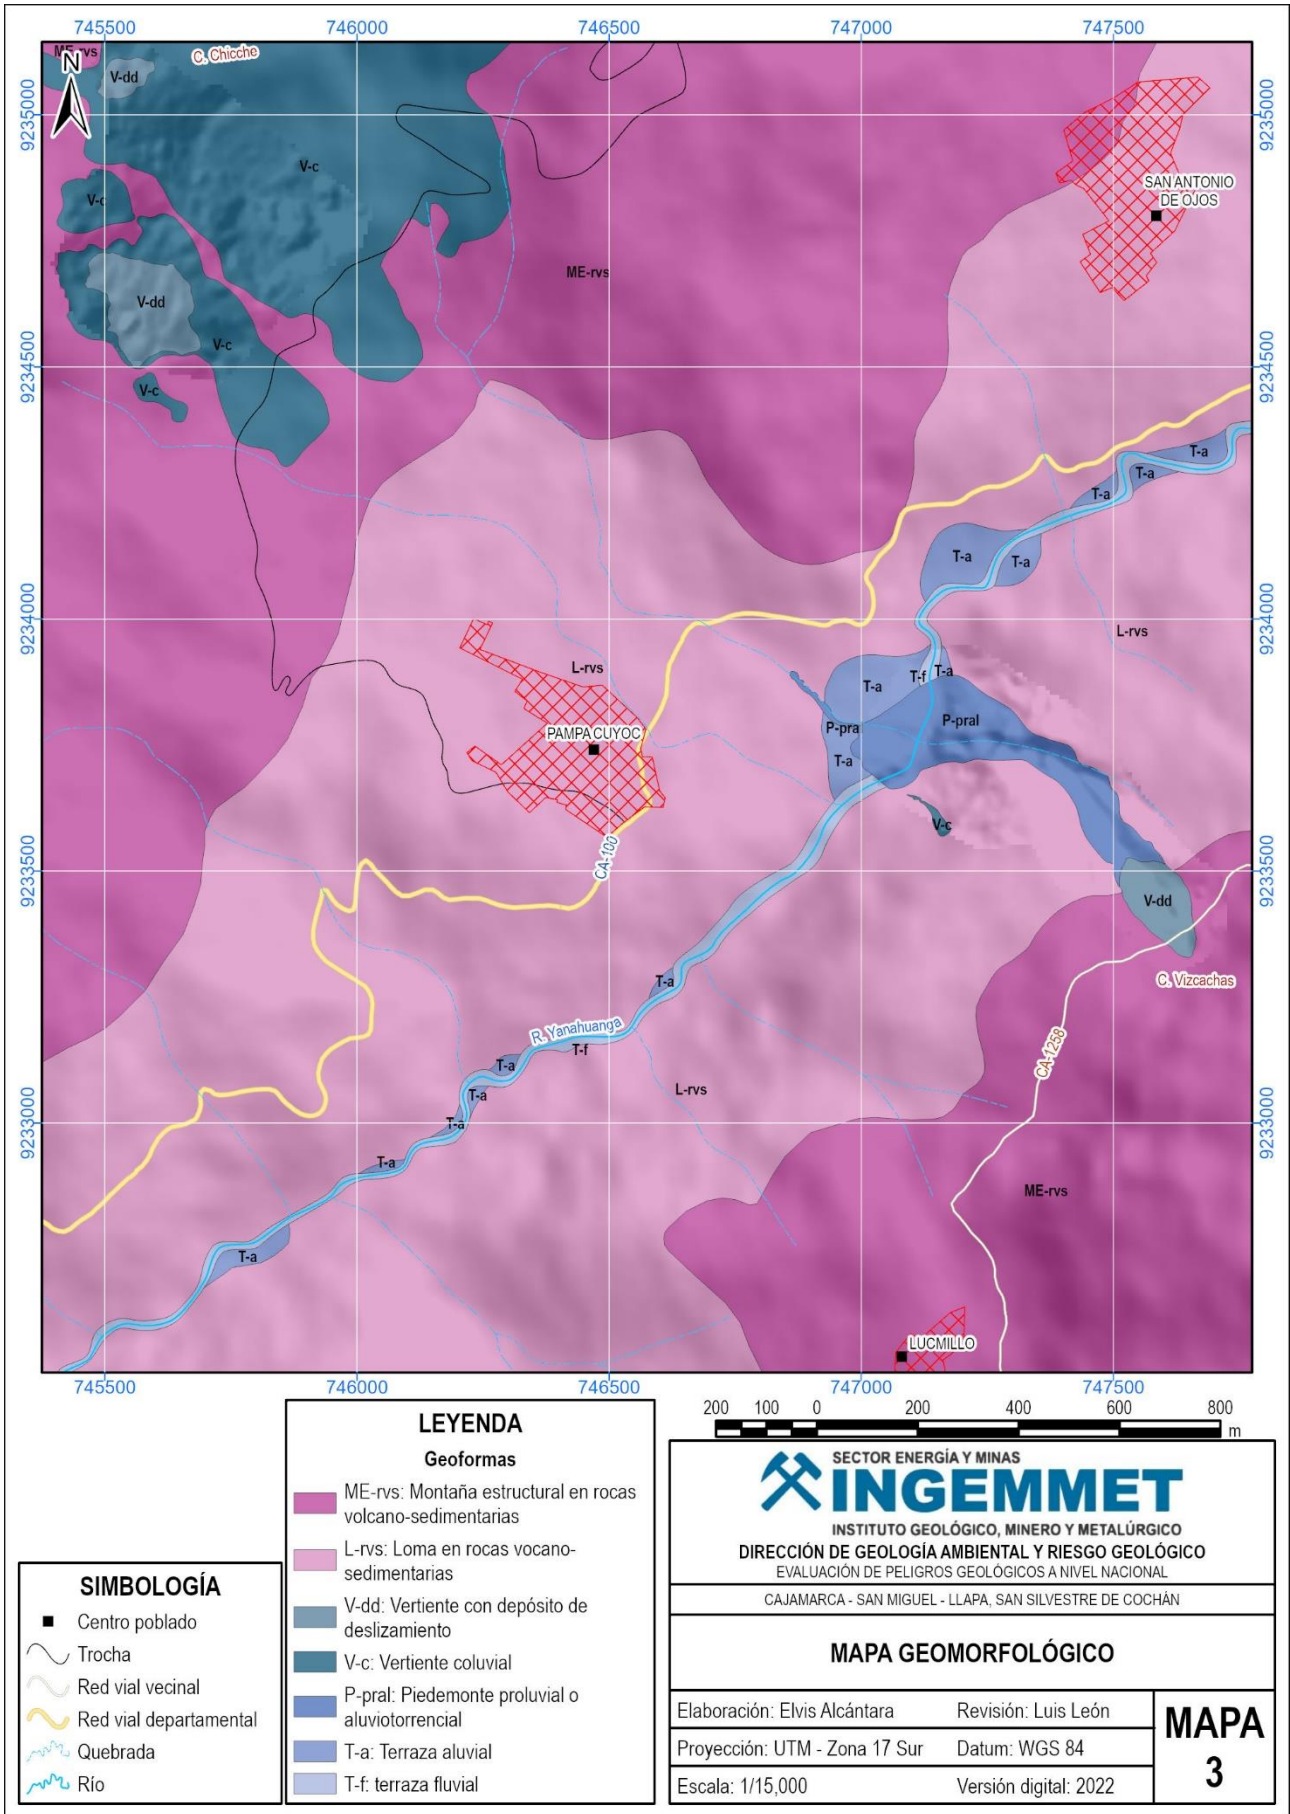 745500
746000
746500
747000
747500
9235000
9234500
9234000
9233500
9233000
9235000
9234500
9234000
9233500
9233000
ME-rvs
C. Chicche
N
V-dd
V-c
V-c
SAN ANTONIO
DE OJOS
ME-rvs
V-dd
V-c
V-c
T-a
T-a
T-a
T-a
T-a
L-rvs
L-rvs
T-f
T-a
T-a
P-pral
P-pra
PAMPA CUYOC
T-a
V-c
CA-100
V-dd
C. Vizcachas
T-a
R. Yanahuanga
T-f
T-a
CA-1258
T-a
L-rvs
T-a
T-a
ME-rvs
T-a
LUCMILLO
745500
746000
746500
747000
747500
200 100 0 200 400 600 800
m
LEYENDA
Geoformas
ME-rvs: Montaña estructural en rocas
volcano-sedimentarias
L-rvs: Loma en rocas vocano-
sedimentarias
V-dd: Vertiente con depósito de
deslizamiento
V-c: Vertiente coluvial
P-pral: Piedemonte proluvial o
aluviotorrencial
T-a: Terraza aluvial
T-f: terraza fluvial
SIMBOLOGÍA
Centro poblado
Trocha
Red vial vecinal
Red vial departamental
Quebrada
Río
SECTOR ENERGÍA Y MINAS
INGEMMET
INSTITUTO GEOLÓGICO, MINERO Y METALÚRGICO
DIRECCIÓN DE GEOLOGÍA AMBIENTAL Y RIESGO GEOLÓGICO
EVALUACIÓN DE PELIGROS GEOLÓGICOS A NIVEL NACIONAL
CAJAMARCA - SAN MIGUEL - LLAPA, SAN SILVESTRE DE COCHÁN
MAPA GEOMORFOLÓGICO
Elaboración: Elvis Alcántara
Revisión: Luis León
Proyección: UTM - Zona 17 Sur
Datum: WGS 84
Escala: 1/15,000
Versión digital: 2022
MAPA
3